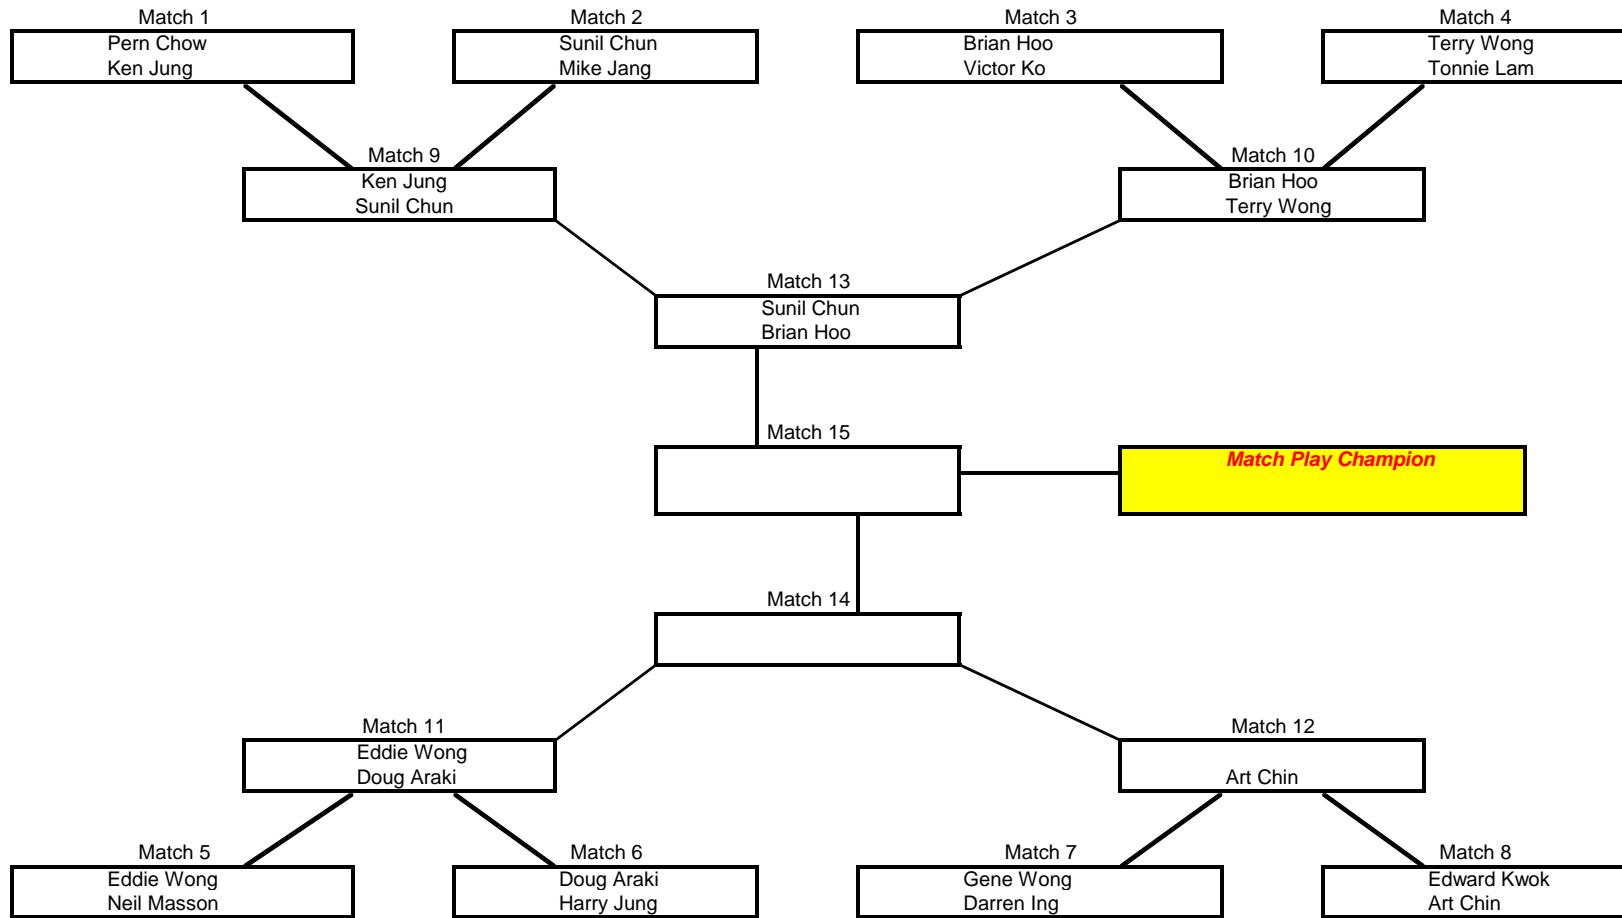 Match 1
Match 2
Match 3
Match 4
Pern Chow
Ken Jung
Sunil Chun
Mike Jang
Brian Hoo
Victor Ko
Terry Wong
Tonnie Lam
Match 9
Match 10
Ken Jung
Sunil Chun
Brian Hoo
Terry Wong
Match 13
Sunil Chun
Brian Hoo
Match 15
Match Play Champion
Match 14
Match 11
Match 12
Eddie Wong
Doug Araki
Art Chin
Match 5
Match 6
Match 7
Match 8
Eddie Wong
Neil Masson
Doug Araki
Harry Jung
Gene Wong
Darren Ing
Edward Kwok
Art Chin